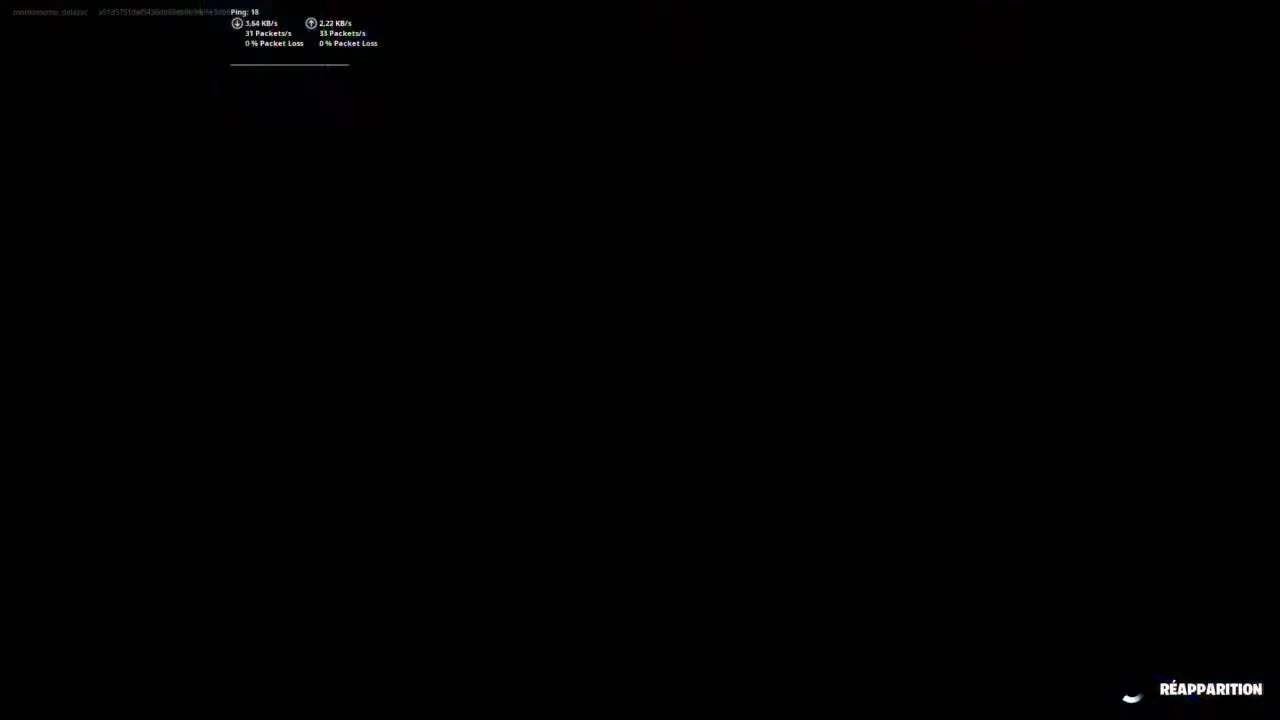 Ping: 18
3,64 KB/s 2,22 KB/s
31 Packets/s 33 Packets/s
0 % Packet Loss 0 % Packet Loss
RÉAPPARITION